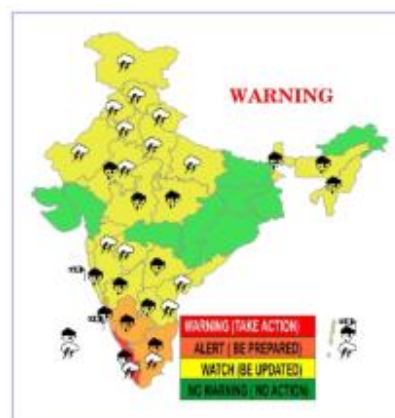 WARNING
WARNING (TAKE ACTION)
ALERT ( BE PREPARED)
WATCH (BE UPDATED)
NO WARNING ( NO ACTION)